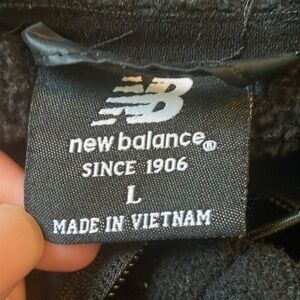 NB
new balance®
SINCE 1906
L
MADE IN VIETNAM